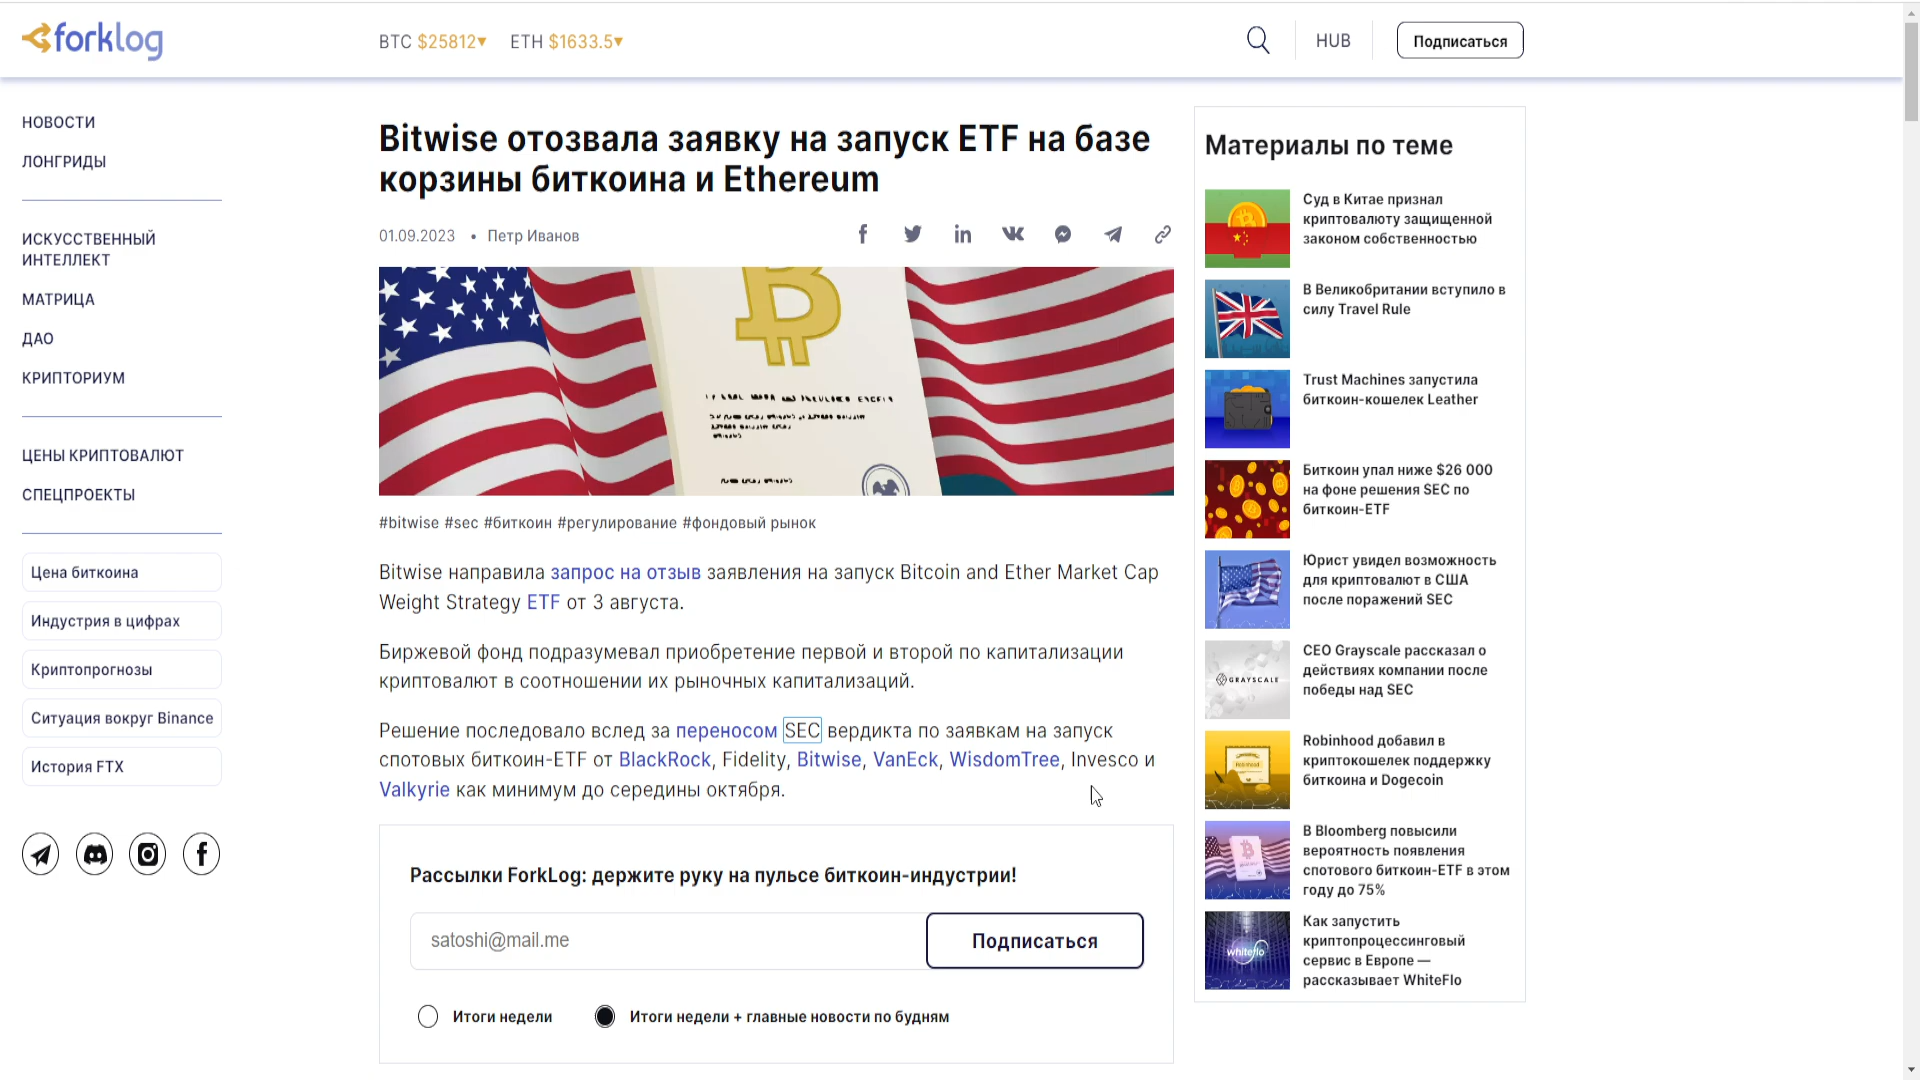 forklog
BTC $25812▾ ETH $1633.5▾
HUB
Подписаться
НОВОСТИ
ЛОНГРИДЫ
ИСКУССТВЕННЫЙ
ИНТЕЛЛЕКТ
МАТРИЦА
ДАО
КРИПТОРИУМ
ЦЕНЫ КРИПТОВАЛЮТ
СПЕЦПРОЕКТЫ
Цена биткоина
Индустрия в цифрах
Криптопрогнозы
Ситуация вокруг Binance
История FTX
Bitwise отозвала заявку на запуск ETF на базе
корзины биткоина и Ethereum
01.09.2023 • Петр Иванов
#bitwise #sec #биткоин #регулирование #фондовый рынок
Bitwise направила запрос на отзыв заявления на запуск Bitcoin and Ether Market Cap
Weight Strategy ETF от 3 августа.
Биржевой фонд подразумевал приобретение первой и второй по капитализации
криптовалют в соотношении их рыночных капитализаций.
Решение последовало вслед за переносом SEC вердикта по заявкам на запуск
спотовых биткоин-ETF от BlackRock, Fidelity, Bitwise, VanEck, WisdomTree, Invesco и
Valkyrie как минимум до середины октября.
Рассылки ForkLog: держите руку на пульсе биткоин-индустрии!
satoshi@mail.me
Подписаться
Итоги недели
Итоги недели + главные новости по будням
Материалы по теме
Суд в Китае признал
криптовалюту защищенной
законом собственностью
В Великобритании вступило в
силу Travel Rule
Trust Machines запустила
биткоин-кошелек Leather
Биткоин упал ниже $26 000
на фоне решения SEC по
биткоин-ETF
Юрист увидел возможность
для криптовалют в США
после поражений SEC
GRAYSCALE
CEO Grayscale рассказал о
действиях компании после
победы над SEC
Robinhood добавил в
криптокошелек поддержку
биткоина и Dogecoin
В Bloomberg повысили
вероятность появления
спотового биткоин-ETF в этом
году до 75%
whiteflo
Как запустить
криптопроцессинговый
сервис в Европе —
рассказывает WhiteFlo